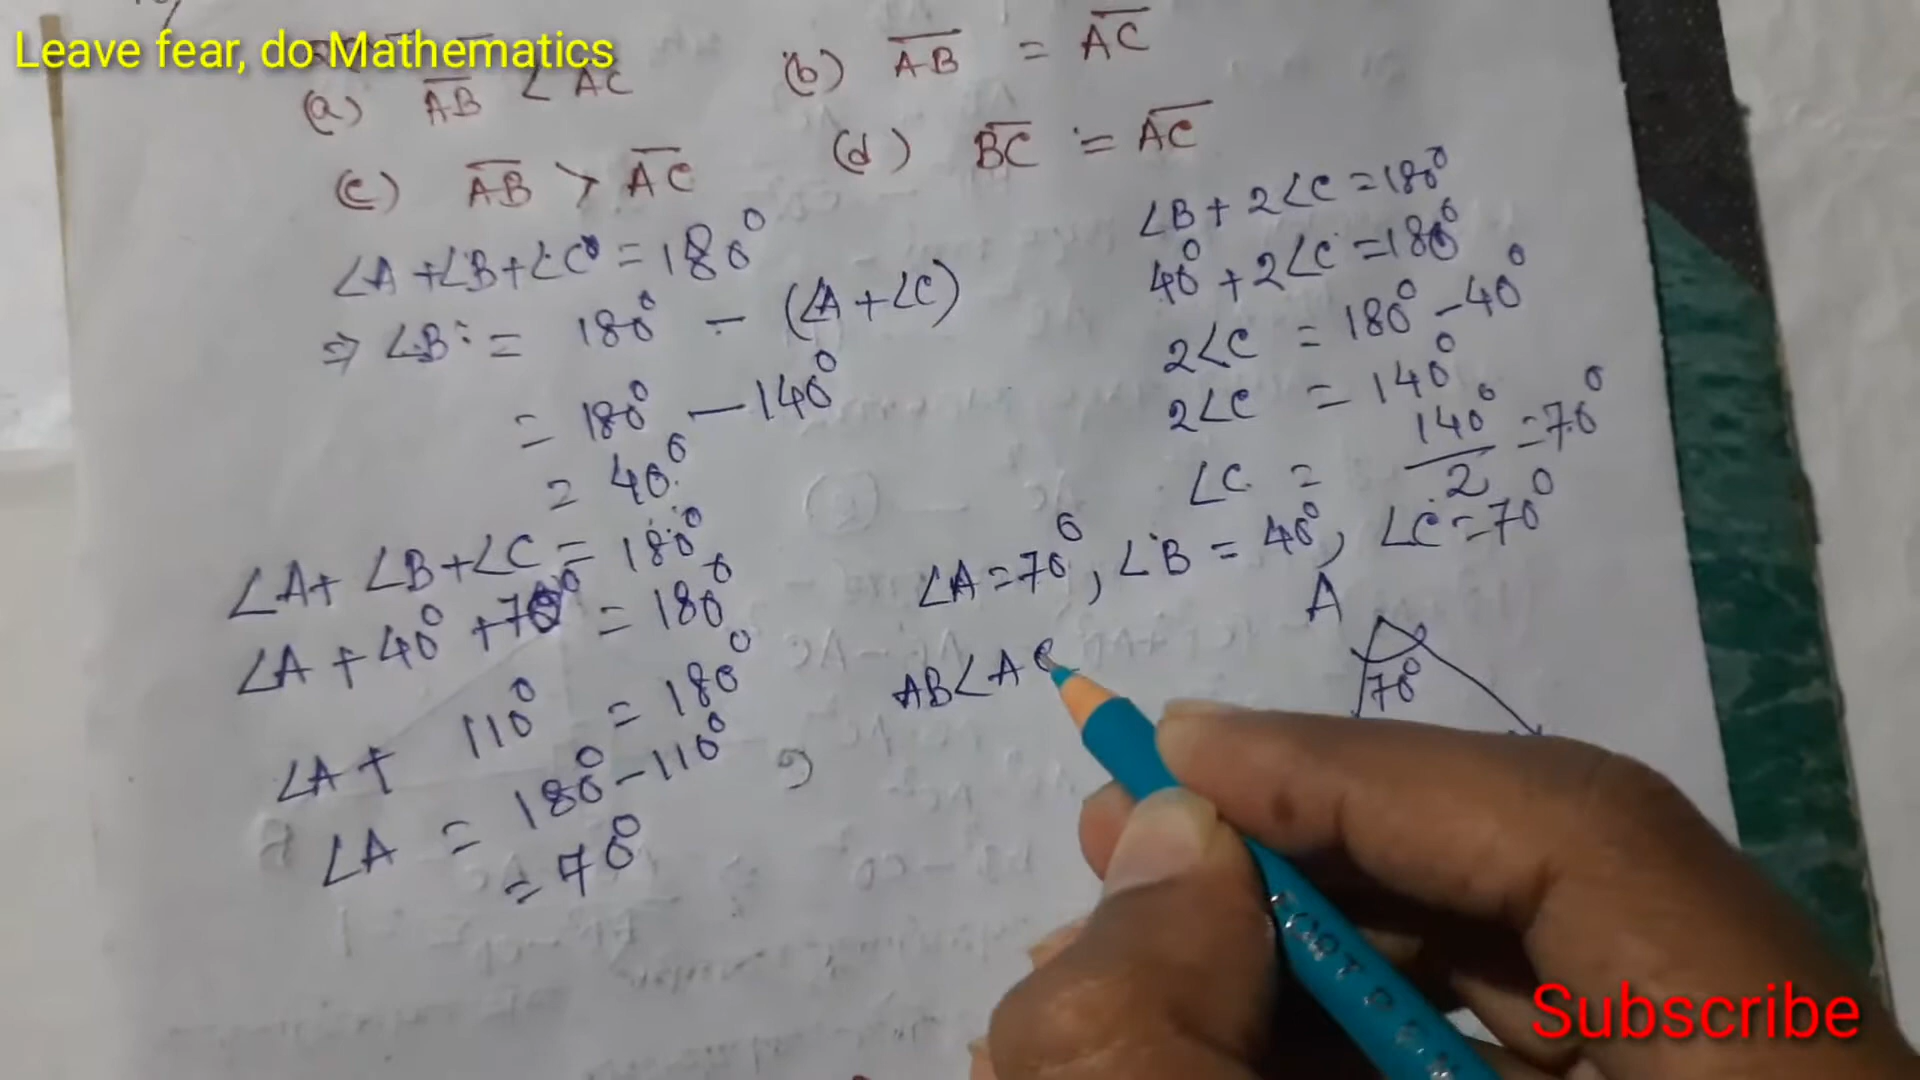 Leave fear, do Mathematics
(a) AB < AC (b) AB = AC
(c) AB > AC (d) BC = AC
∠A+∠B+∠C = 180°
⇒ ∠B = 180° − (∠A+∠C)
= 180° − 140°
= 40°
∠A+ ∠B+∠C = 180°
∠A + 40° + 70° = 180°
∠A + 110° = 180°
∠A = 180° − 110°
= 70°
∠B + 2∠C = 180°
40° + 2∠C = 180°
2∠C = 180° − 40°
2∠C = 140°
∠C = 140°/2 = 70°
∠A = 70°, ∠B = 40°, ∠C = 70°
A
70°
AB < A
Subscribe